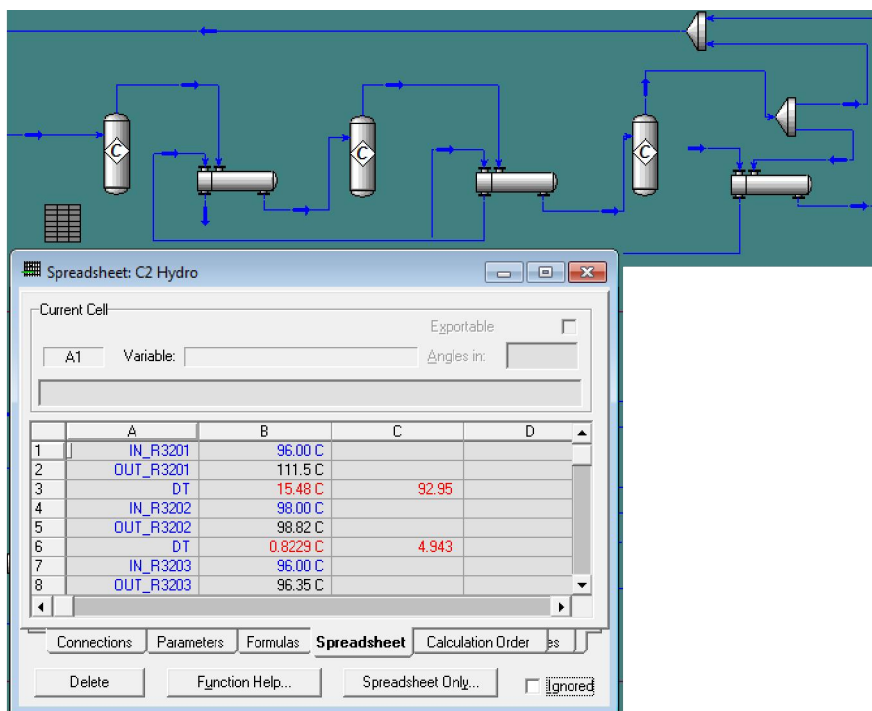 C
C
C
Spreadsheet: C2 Hydro
Current Cell
Exportable
A1 Variable: Angles in:
A B C D
1 IN_R3201 96.00 C
2 OUT_R3201 111.5 C
3 DT 15.48 C 92.95
4 IN_R3202 98.00 C
5 OUT_R3202 98.82 C
6 DT 0.8229 C 4.943
7 IN_R3203 96.00 C
8 OUT_R3203 96.35 C
Connections Parameters Formulas Spreadsheet Calculation Order es
Delete Function Help... Spreadsheet Only... Ignored